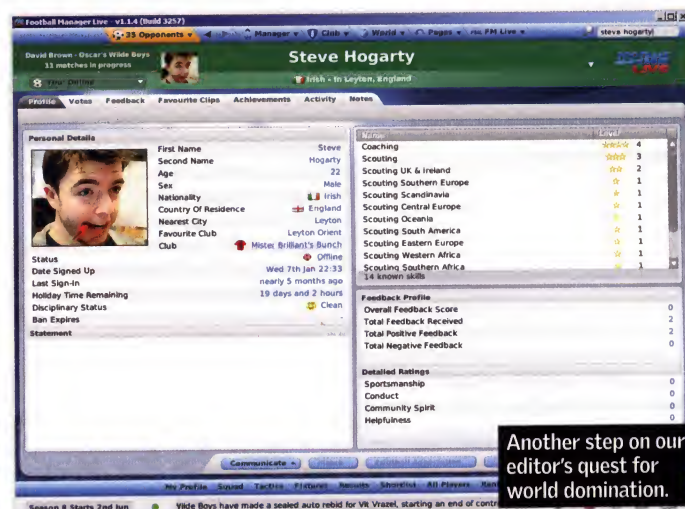 Football Manager Live - v1.1.4 (Build 3257)
35 Opponents
Manager
Club
World
Pages
FM Live
steve hogarty
David Brown - Oscar's Wilde Boys
11 matches in progress
Steve Hogarty
Irish - in Leyton, England
Profile Votes Feedback Favourite Clips Achievements Activity Notes
Personal Details
First Name Steve
Second Name Hogarty
Age 22
Sex Male
Nationality Irish
Country Of Residence England
Nearest City Leyton
Favourite Club Leyton Orient
Club Mister Brilliant's Bunch
Status Offline
Date Signed Up Wed 7th Jan 22:33
Last Sign-In nearly 5 months ago
Holiday Time Remaining 19 days and 2 hours
Disciplinary Status Clean
Ban Expires -
Statement
Name Level
Coaching 4
Scouting 3
Scouting UK & Ireland 2
Scouting Southern Europe 1
Scouting Scandinavia 1
Scouting Central Europe 1
Scouting Oceania 1
Scouting South America 1
Scouting Eastern Europe 1
Scouting Western Africa 1
Scouting Southern Africa 1
14 known skills
Feedback Profile
Overall Feedback Score 0
Total Feedback Received 2
Total Positive Feedback 2
Total Negative Feedback 0
Detailed Ratings
Sportsmanship 0
Conduct 0
Community Spirit 0
Helpfulness 0
Communicate
My Profile Squad Tactics Fixtures Results Shortlist All Players
Season 8 Starts 2nd Jun
Wilde Boys have made a sealed auto rebid for Vit Vrazel, starting an end of
Another step on our
editor's quest for
world domination.